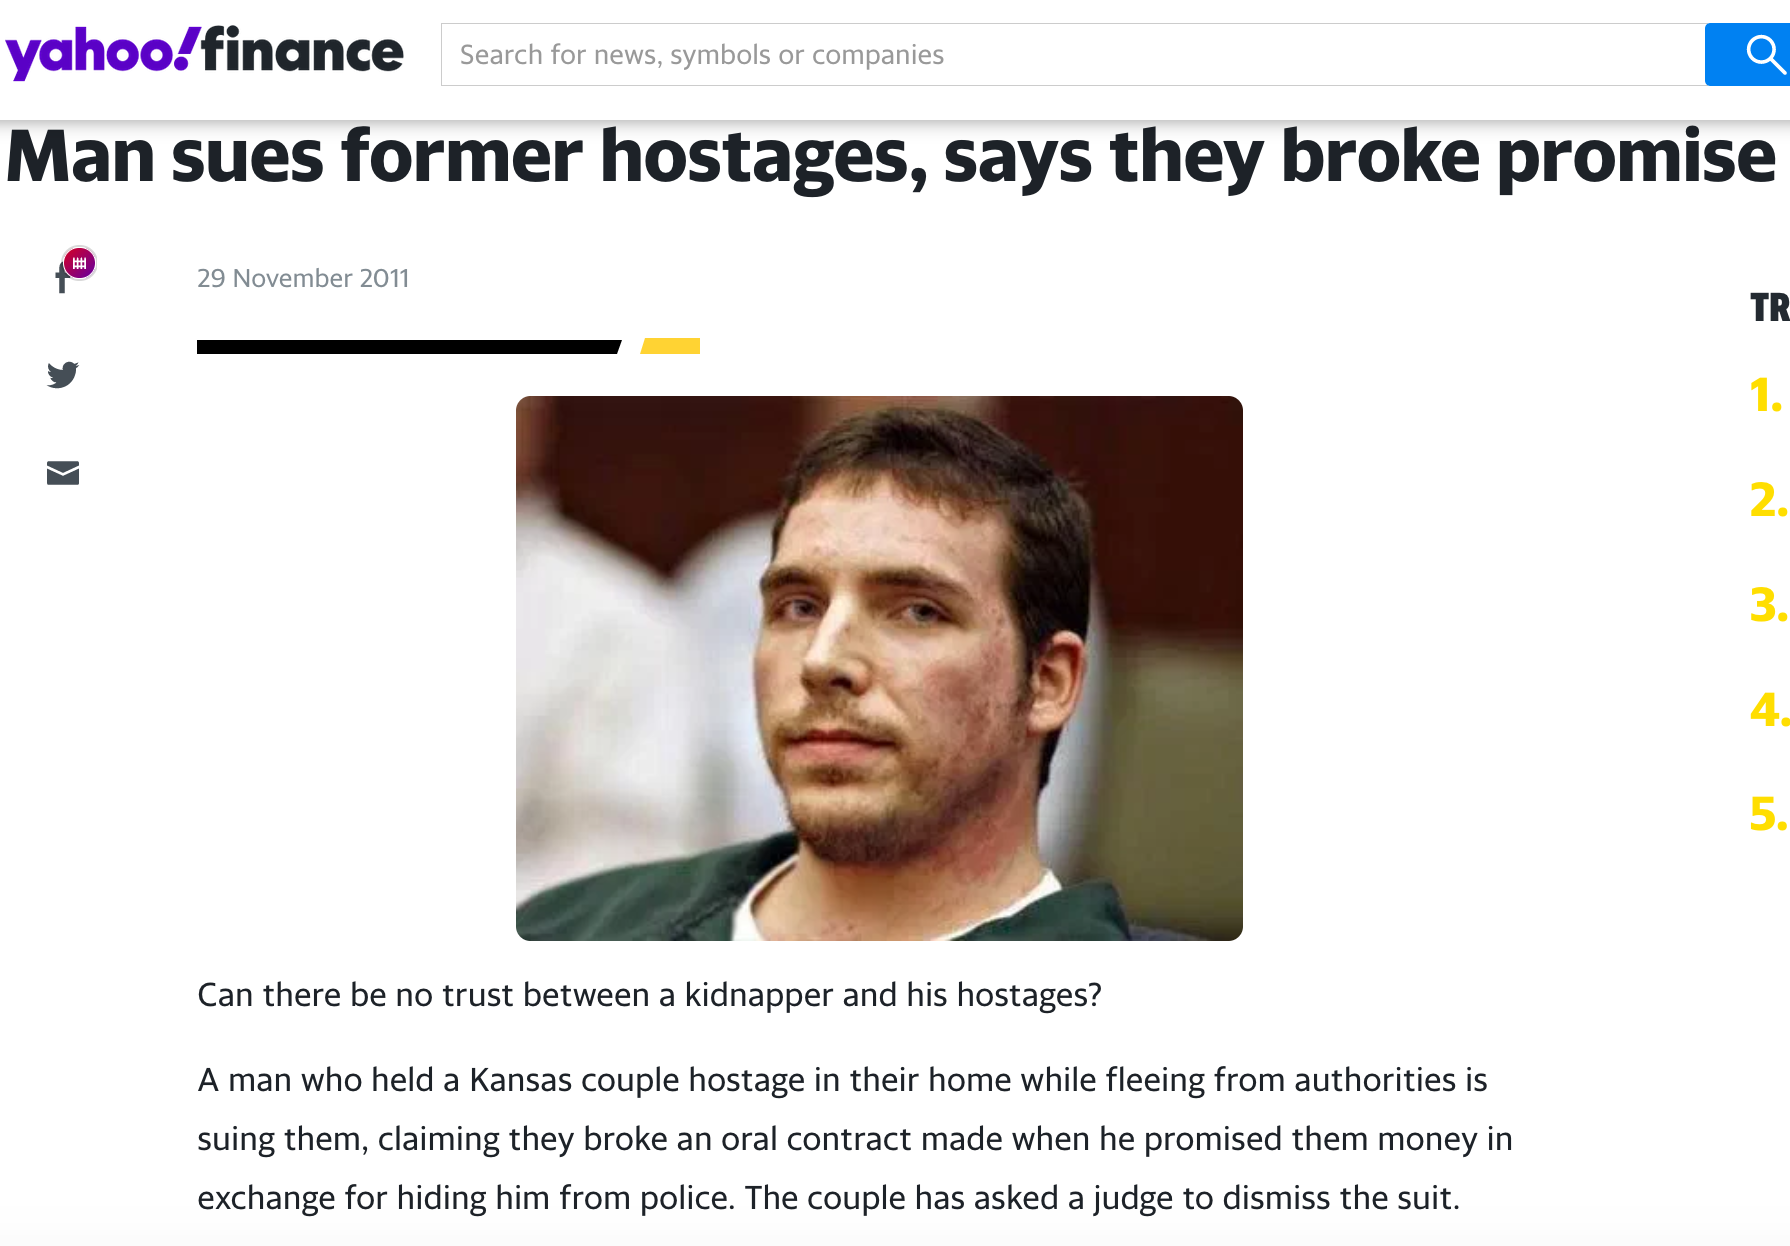 yahoo!finance
Search for news, symbols or companies
Man sues former hostages, says they broke promise
29 November 2011
TR
1.
2.
3.
4.
5.
Can there be no trust between a kidnapper and his hostages?
A man who held a Kansas couple hostage in their home while fleeing from authorities is
suing them, claiming they broke an oral contract made when he promised them money in
exchange for hiding him from police. The couple has asked a judge to dismiss the suit.